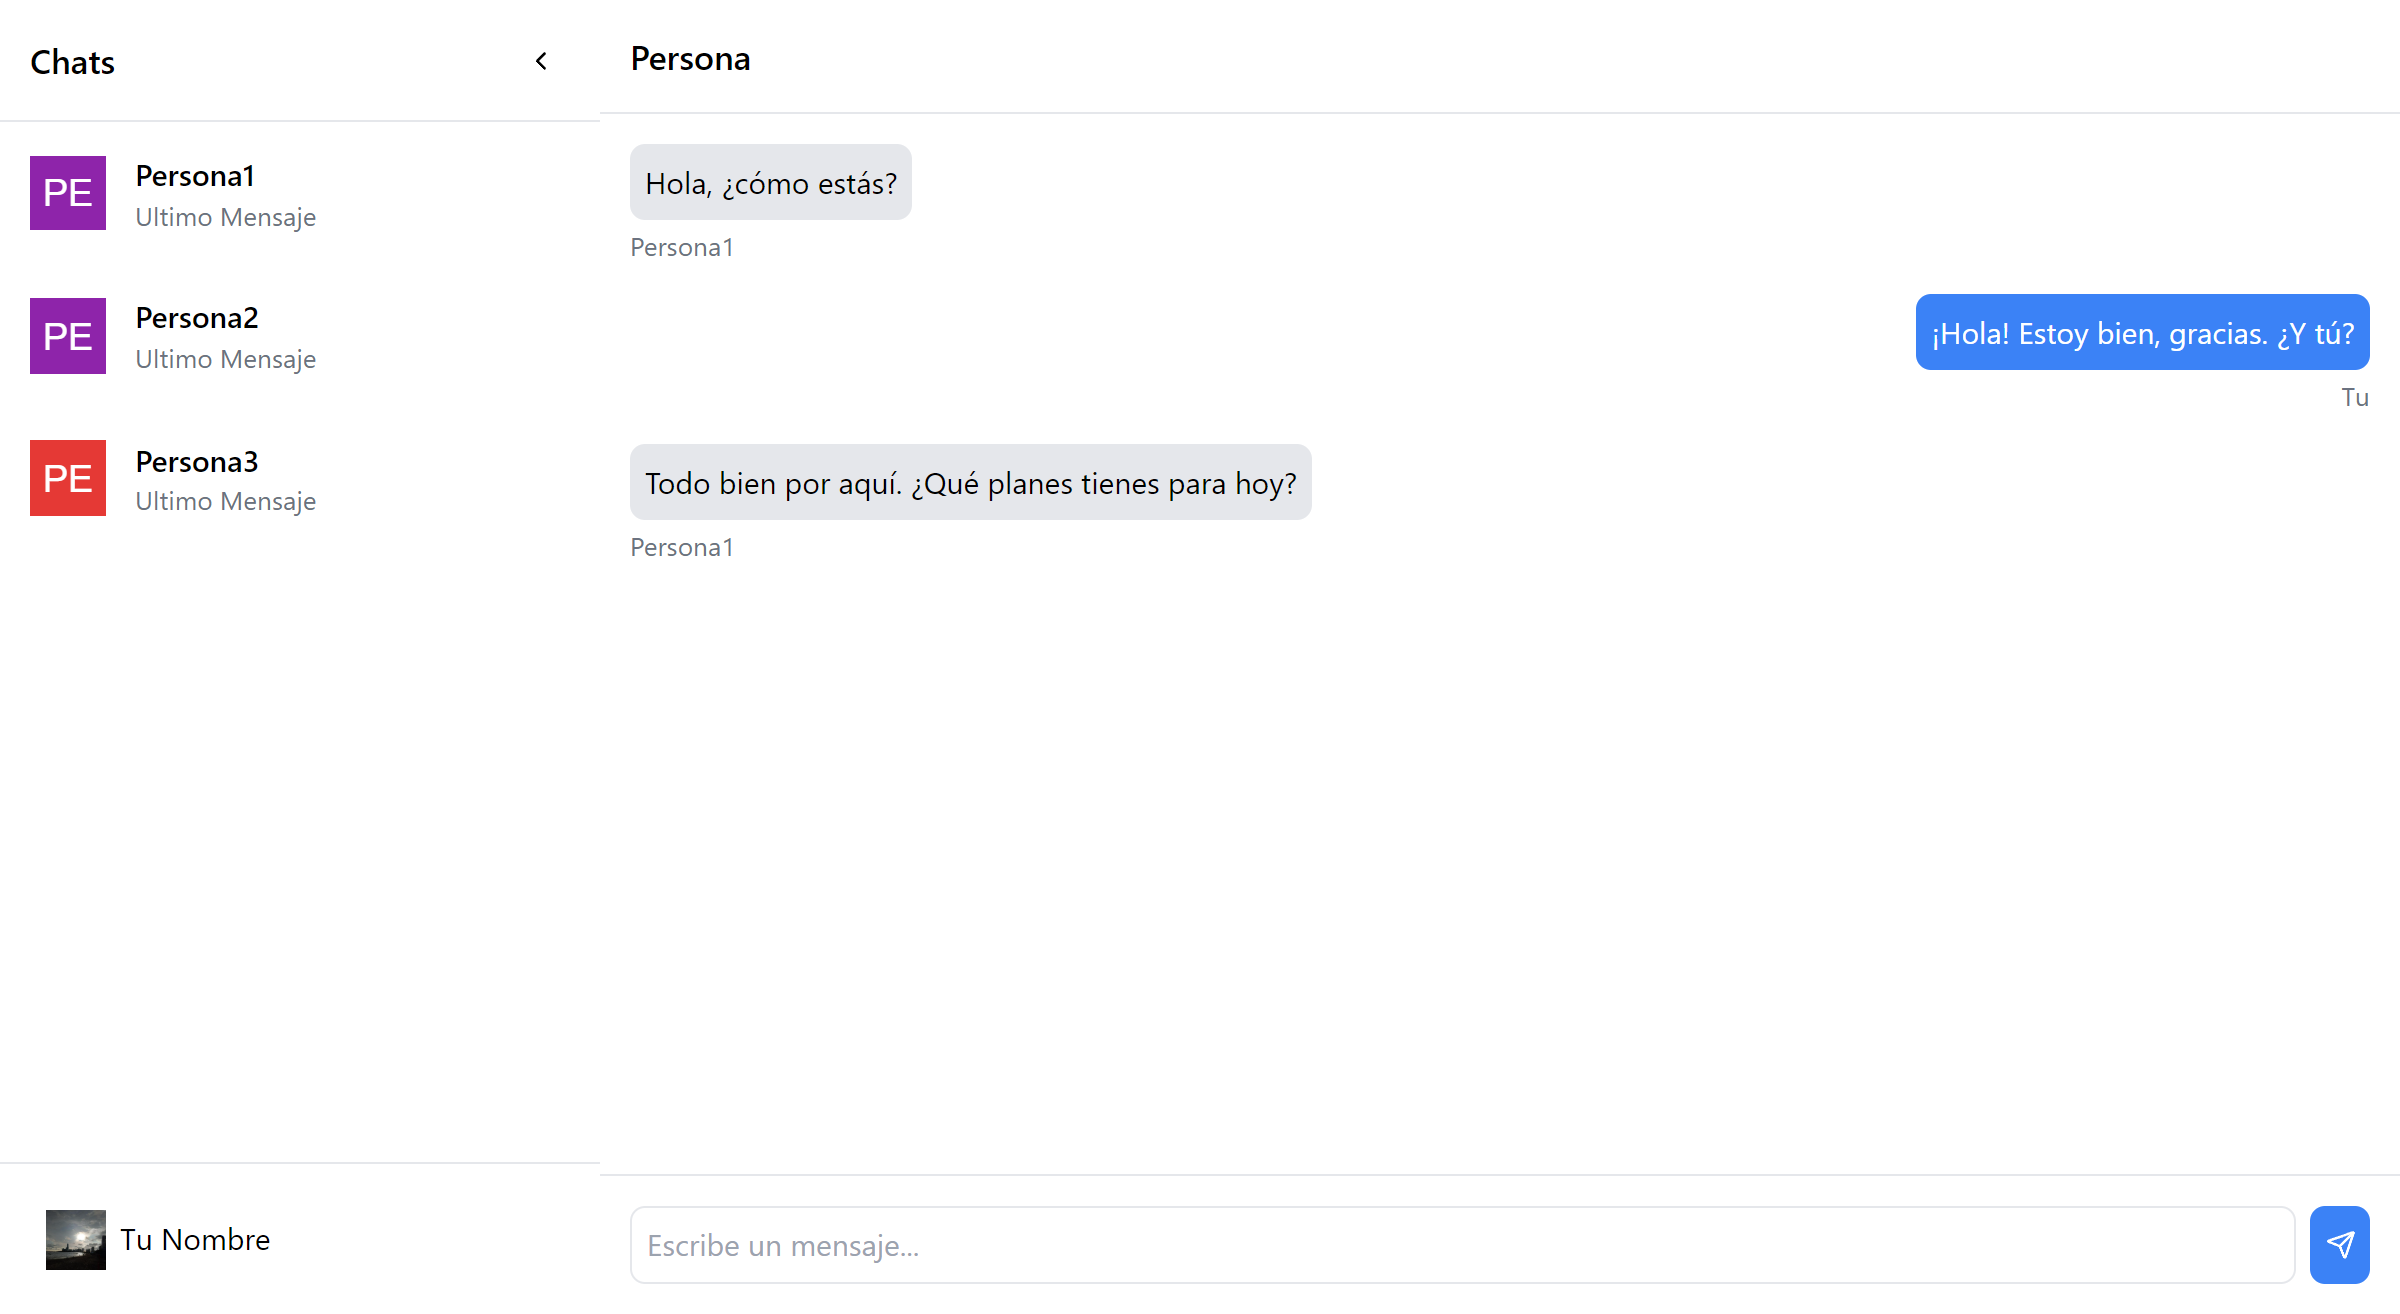 Chats
PE
Persona1
Ultimo Mensaje
PE
Persona2
Ultimo Mensaje
PE
Persona3
Ultimo Mensaje
Tu Nombre
Persona
Hola, ¿cómo estás?
Persona1
¡Hola! Estoy bien, gracias. ¿Y tú?
Tu
Todo bien por aquí. ¿Qué planes tienes para hoy?
Persona1
Escribe un mensaje...